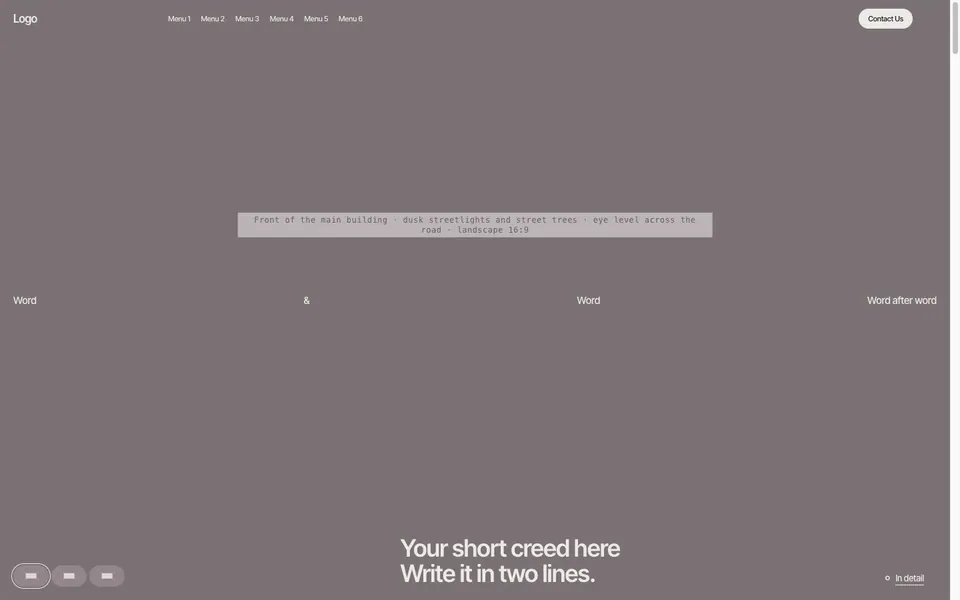 Logo
Menu 1 Menu 2 Menu 3 Menu 4 Menu 5 Menu 6
Contact Us
Front of the main building · dusk streetlights and street trees · eye level across the
road · landscape 16:9
Word & Word Word after word
Your short creed here
Write it in two lines.
In detail